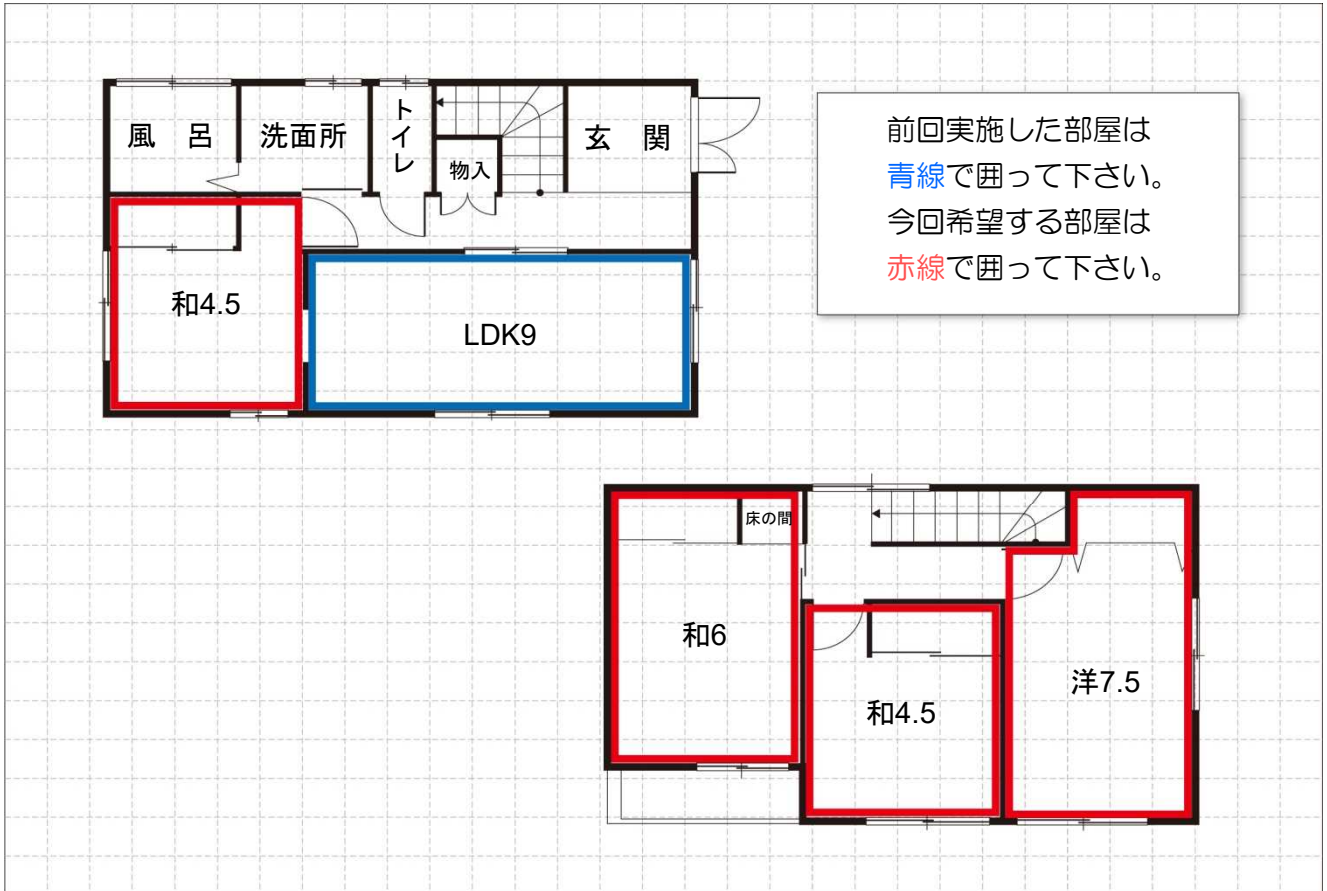 風 呂
洗面所
トイレ
物入
玄 関
和4.5
LDK9
前回実施した部屋は
青線で囲って下さい。
今回希望する部屋は
赤線で囲って下さい。
床の間
和6
和4.5
洋7.5